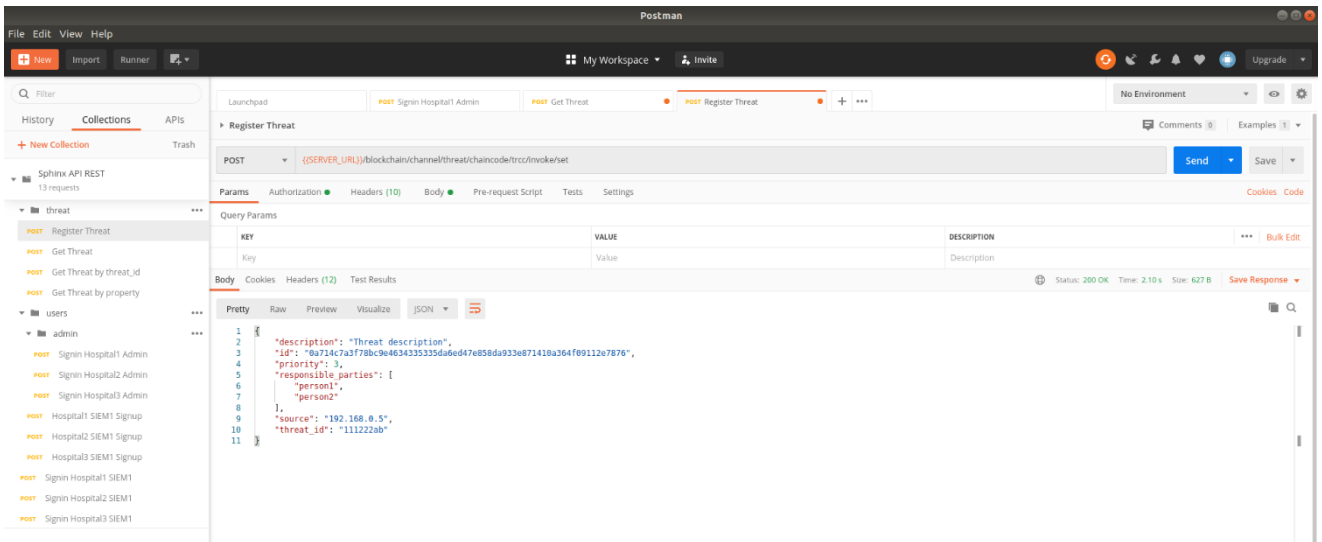 Postman
File Edit View Help
New Import Runner My Workspace Invite Upgrade
Filter
History Collections APIs
+ New Collection Trash
Sphinx API REST
13 requests
threat
POST Register Threat
POST Get Threat
POST Get Threat by threat_id
POST Get Threat by property
users
admin
POST Signin Hospital1 Admin
POST Signin Hospital2 Admin
POST Signin Hospital3 Admin
POST Hospital1 SIEM1 Signup
POST Hospital2 SIEM1 Signup
POST Hospital3 SIEM1 Signup
POST Signin Hospital1 SIEM1
POST Signin Hospital2 SIEM1
POST Signin Hospital3 SIEM1
Launchpad POST Signin Hospital1 Admin POST Get Threat POST Register Threat + ••• No Environment
Register Threat Comments 0 Examples 1
POST {{SERVER_URL}}/blockchain/channel/threat/chaincode/trcc/invoke/set Send Save
Params Authorization Headers (10) Body Pre-request Script Tests Settings Cookies Code
Query Params
KEY VALUE DESCRIPTION ••• Bulk Edit
Key Value Description
Body Cookies Headers (12) Test Results Status: 200 OK Time: 2.10 s Size: 627 B Save Response
Pretty Raw Preview Visualize JSON
1 {
2 "description": "Threat description",
3 "id": "0a714c7a3f78bc9e4634335335da6ed47e858da933e871410a364f09112e7876",
4 "priority": 3,
5 "responsible_parties": [
6 "person1",
7 "person2"
8 ],
9 "source": "192.168.0.5",
10 "threat_id": "111222ab"
11 }